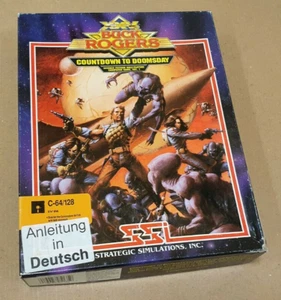 BUCK
ROGERS
COUNTDOWN TO DOOMSDAY
C-64/128
Anleitung
in
Deutsch
SSI
STRATEGIC SIMULATIONS, INC.